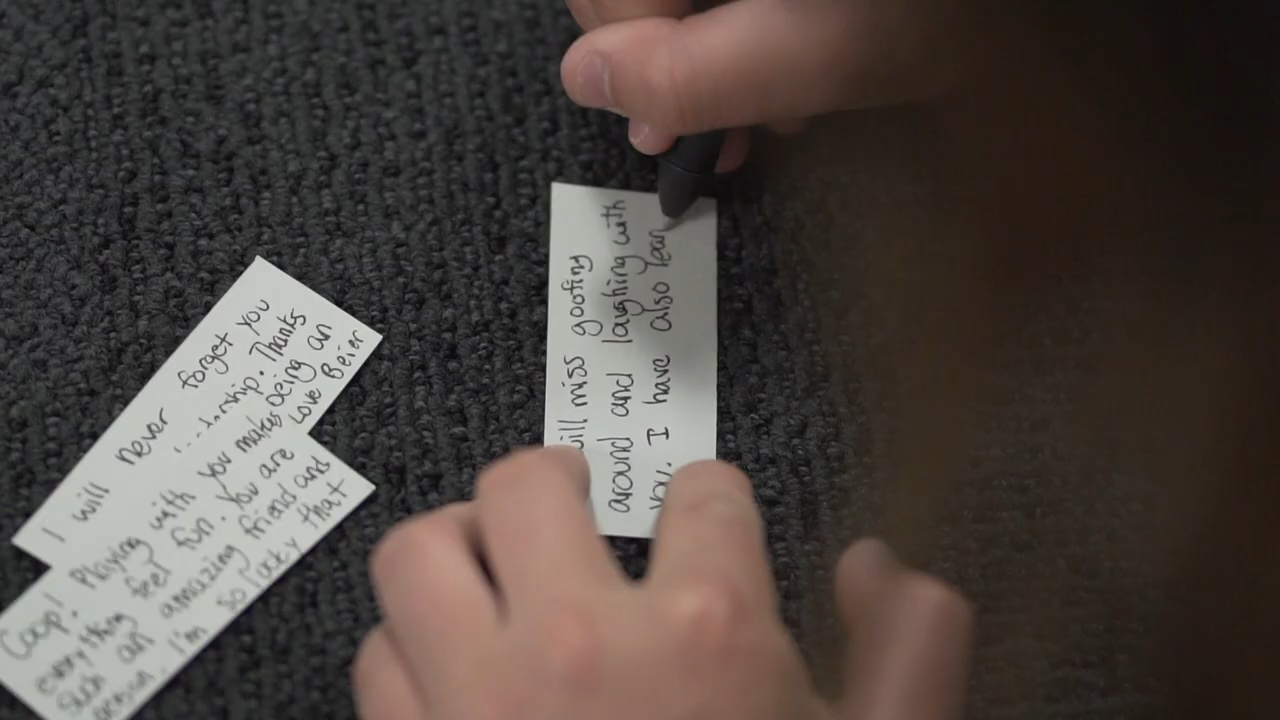 I will never forget you
Thanks
being an
Love Beier
Coop! Playing with you makes
everything feel fun. You are
such an amazing friend and
I'm so lucky that
will miss goofing
around and laughing with
you. I have also lear